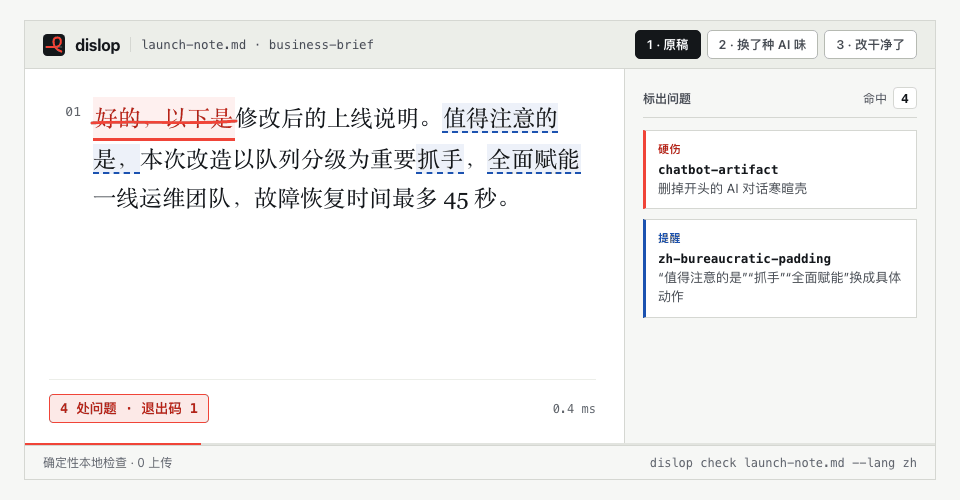 dislop launch-note.md · business-brief 1 · 原稿 2 · 换了种 AI 味 3 · 改干净了
01 好的，以下是修改后的上线说明。值得注意的
是，本次改造以队列分级为重要抓手，全面赋能
一线运维团队，故障恢复时间最多 45 秒。
4 处问题 · 退出码 1 0.4 ms
标出问题 命中 4
硬伤
chatbot-artifact
删掉开头的 AI 对话寒暄壳
提醒
zh-bureaucratic-padding
“值得注意的是”“抓手”“全面赋能”换成具体
动作
确定性本地检查 · 0 上传 dislop check launch-note.md --lang zh